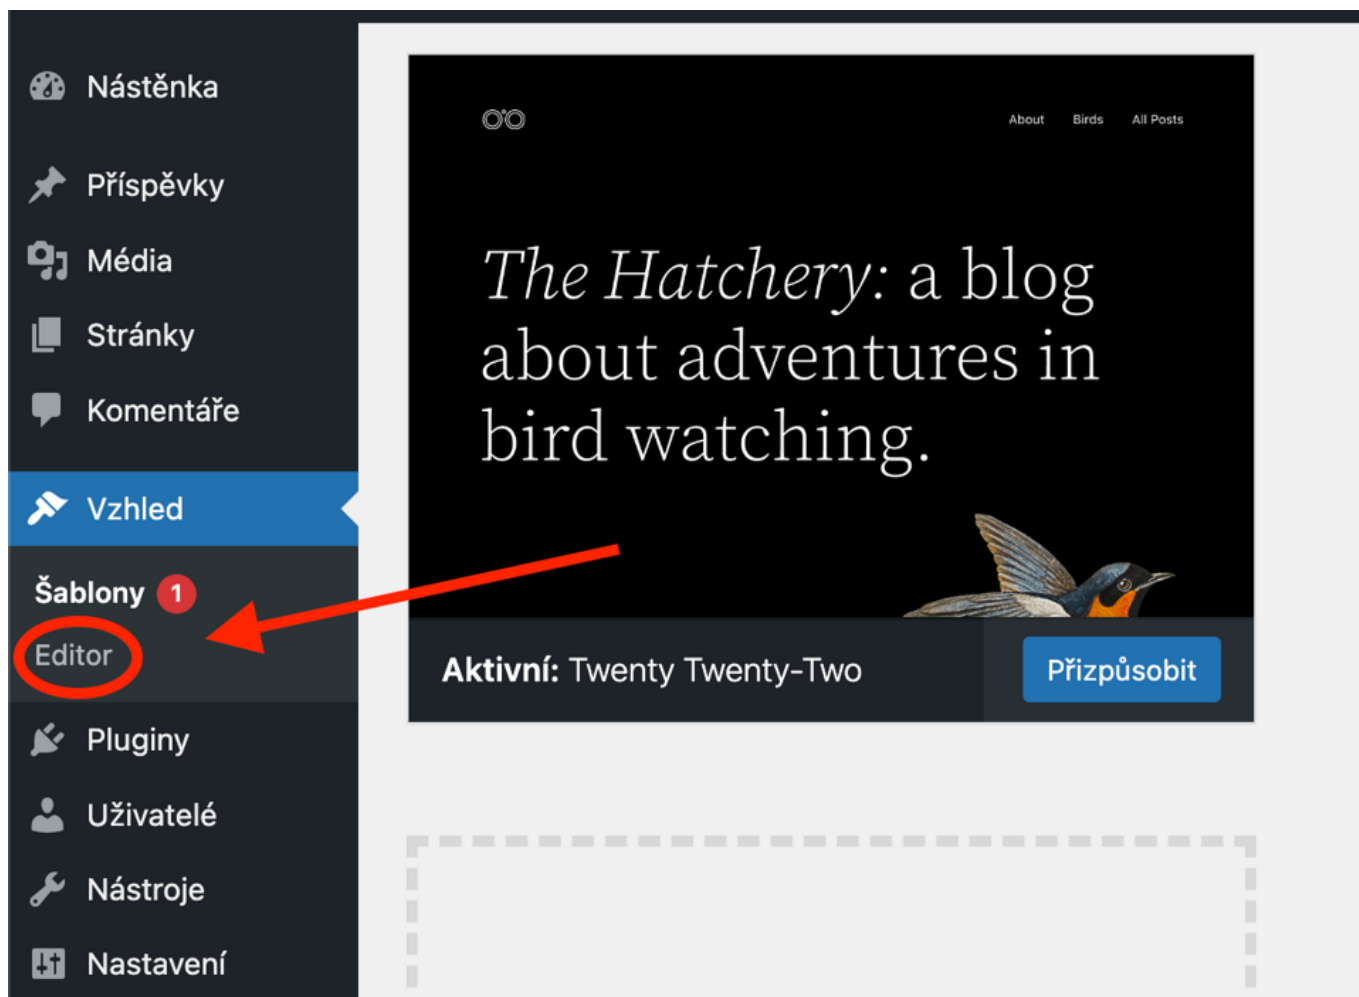 Nástěnka
Příspěvky
Média
Stránky
Komentáře
Vzhled
Šablony 1
Editor
Pluginy
Uživatelé
Nástroje
Nastavení
About Birds All Posts
The Hatchery: a blog
about adventures in
bird watching.
Aktivní: Twenty Twenty-Two
Přizpůsobit